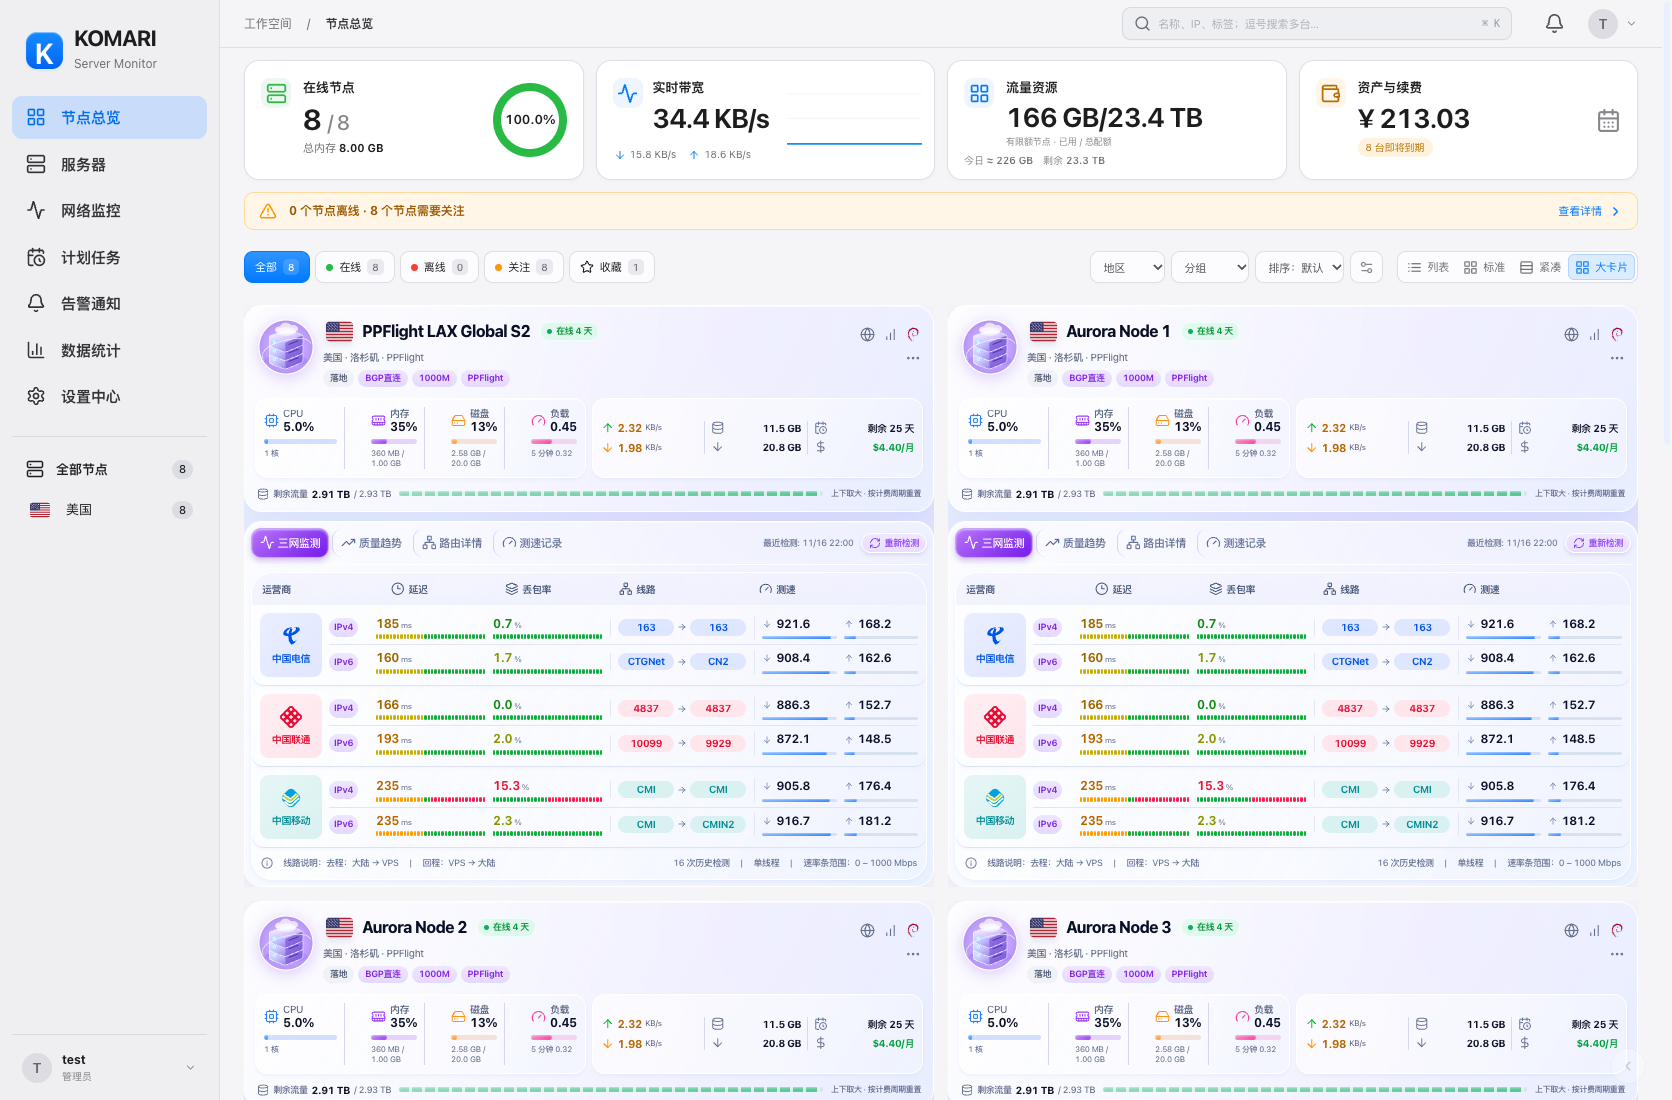 KOMARI
Server Monitor
节点总览
服务器
网络监控
计划任务
告警通知
数据统计
设置中心
全部节点 8
美国 8
T test
管理员
工作空间 / 节点总览
名称、IP、标签；逗号搜索多台... ⌘ K
T
在线节点
8 / 8
总内存 8.00 GB
100.0%
实时带宽
34.4 KB/s
↓ 15.8 KB/s ↑ 18.6 KB/s
流量资源
166 GB/23.4 TB
有限额节点 · 已用 / 总配额
今日 ≈ 226 GB 剩余 23.3 TB
资产与续费
¥ 213.03
8 台即将到期
0 个节点离线 · 8 个节点需要关注
查看详情
全部 8 在线 8 离线 0 关注 8 收藏 1
地区 分组 排序：默认 列表 标准 紧凑 大卡片
PPFlight LAX Global S2 在线 4 天
美国 · 洛杉矶 · PPFlight
落地 BGP直连 1000M PPFlight
CPU 5.0% 1 核
内存 35% 360 MB / 1.00 GB
磁盘 13% 2.58 GB / 20.0 GB
负载 0.45 5 分钟 0.32
↑ 2.32 KB/s 11.5 GB 剩余 25 天
↓ 1.98 KB/s ↓ 20.8 GB $ $4.40/月
剩余流量 2.91 TB / 2.93 TB 上下取大 · 按计费周期重置
三网监测 质量趋势 路由详情 测速记录 最近检测: 11/16 22:00 重新检测
运营商 延迟 丢包率 线路 测速
中国电信
IPv4 185 ms 0.7 % 163 → 163 ↓ 921.6 ↑ 168.2
IPv6 160 ms 1.7 % CTGNet → CN2 ↓ 908.4 ↑ 162.6
中国联通
IPv4 166 ms 0.0 % 4837 → 4837 ↓ 886.3 ↑ 152.7
IPv6 193 ms 2.0 % 10099 → 9929 ↓ 872.1 ↑ 148.5
中国移动
IPv4 235 ms 15.3 % CMI → CMI ↓ 905.8 ↑ 176.4
IPv6 235 ms 2.3 % CMI → CMIN2 ↓ 916.7 ↑ 181.2
线路说明：去程：大陆 → VPS | 回程：VPS → 大陆 16 次历史检测 | 单线程 | 速率条范围：0 – 1000 Mbps
Aurora Node 1 在线 4 天
美国 · 洛杉矶 · PPFlight
落地 BGP直连 1000M PPFlight
CPU 5.0% 1 核
内存 35% 360 MB / 1.00 GB
磁盘 13% 2.58 GB / 20.0 GB
负载 0.45 5 分钟 0.32
↑ 2.32 KB/s 11.5 GB 剩余 25 天
↓ 1.98 KB/s ↓ 20.8 GB $ $4.40/月
剩余流量 2.91 TB / 2.93 TB 上下取大 · 按计费周期重置
三网监测 质量趋势 路由详情 测速记录 最近检测: 11/16 22:00 重新检测
运营商 延迟 丢包率 线路 测速
中国电信
IPv4 185 ms 0.7 % 163 → 163 ↓ 921.6 ↑ 168.2
IPv6 160 ms 1.7 % CTGNet → CN2 ↓ 908.4 ↑ 162.6
中国联通
IPv4 166 ms 0.0 % 4837 → 4837 ↓ 886.3 ↑ 152.7
IPv6 193 ms 2.0 % 10099 → 9929 ↓ 872.1 ↑ 148.5
中国移动
IPv4 235 ms 15.3 % CMI → CMI ↓ 905.8 ↑ 176.4
IPv6 235 ms 2.3 % CMI → CMIN2 ↓ 916.7 ↑ 181.2
线路说明：去程：大陆 → VPS | 回程：VPS → 大陆 16 次历史检测 | 单线程 | 速率条范围：0 – 1000 Mbps
Aurora Node 2 在线 4 天
美国 · 洛杉矶 · PPFlight
落地 BGP直连 1000M PPFlight
CPU 5.0% 1 核
内存 35% 360 MB / 1.00 GB
磁盘 13% 2.58 GB / 20.0 GB
负载 0.45 5 分钟 0.32
↑ 2.32 KB/s 11.5 GB 剩余 25 天
↓ 1.98 KB/s ↓ 20.8 GB $ $4.40/月
剩余流量 2.91 TB / 2.93 TB 上下取大 · 按计费周期重置
Aurora Node 3 在线 4 天
美国 · 洛杉矶 · PPFlight
落地 BGP直连 1000M PPFlight
CPU 5.0% 1 核
内存 35% 360 MB / 1.00 GB
磁盘 13% 2.58 GB / 20.0 GB
负载 0.45 5 分钟 0.32
↑ 2.32 KB/s 11.5 GB 剩余 25 天
↓ 1.98 KB/s ↓ 20.8 GB $ $4.40/月
剩余流量 2.91 TB / 2.93 TB 上下取大 · 按计费周期重置